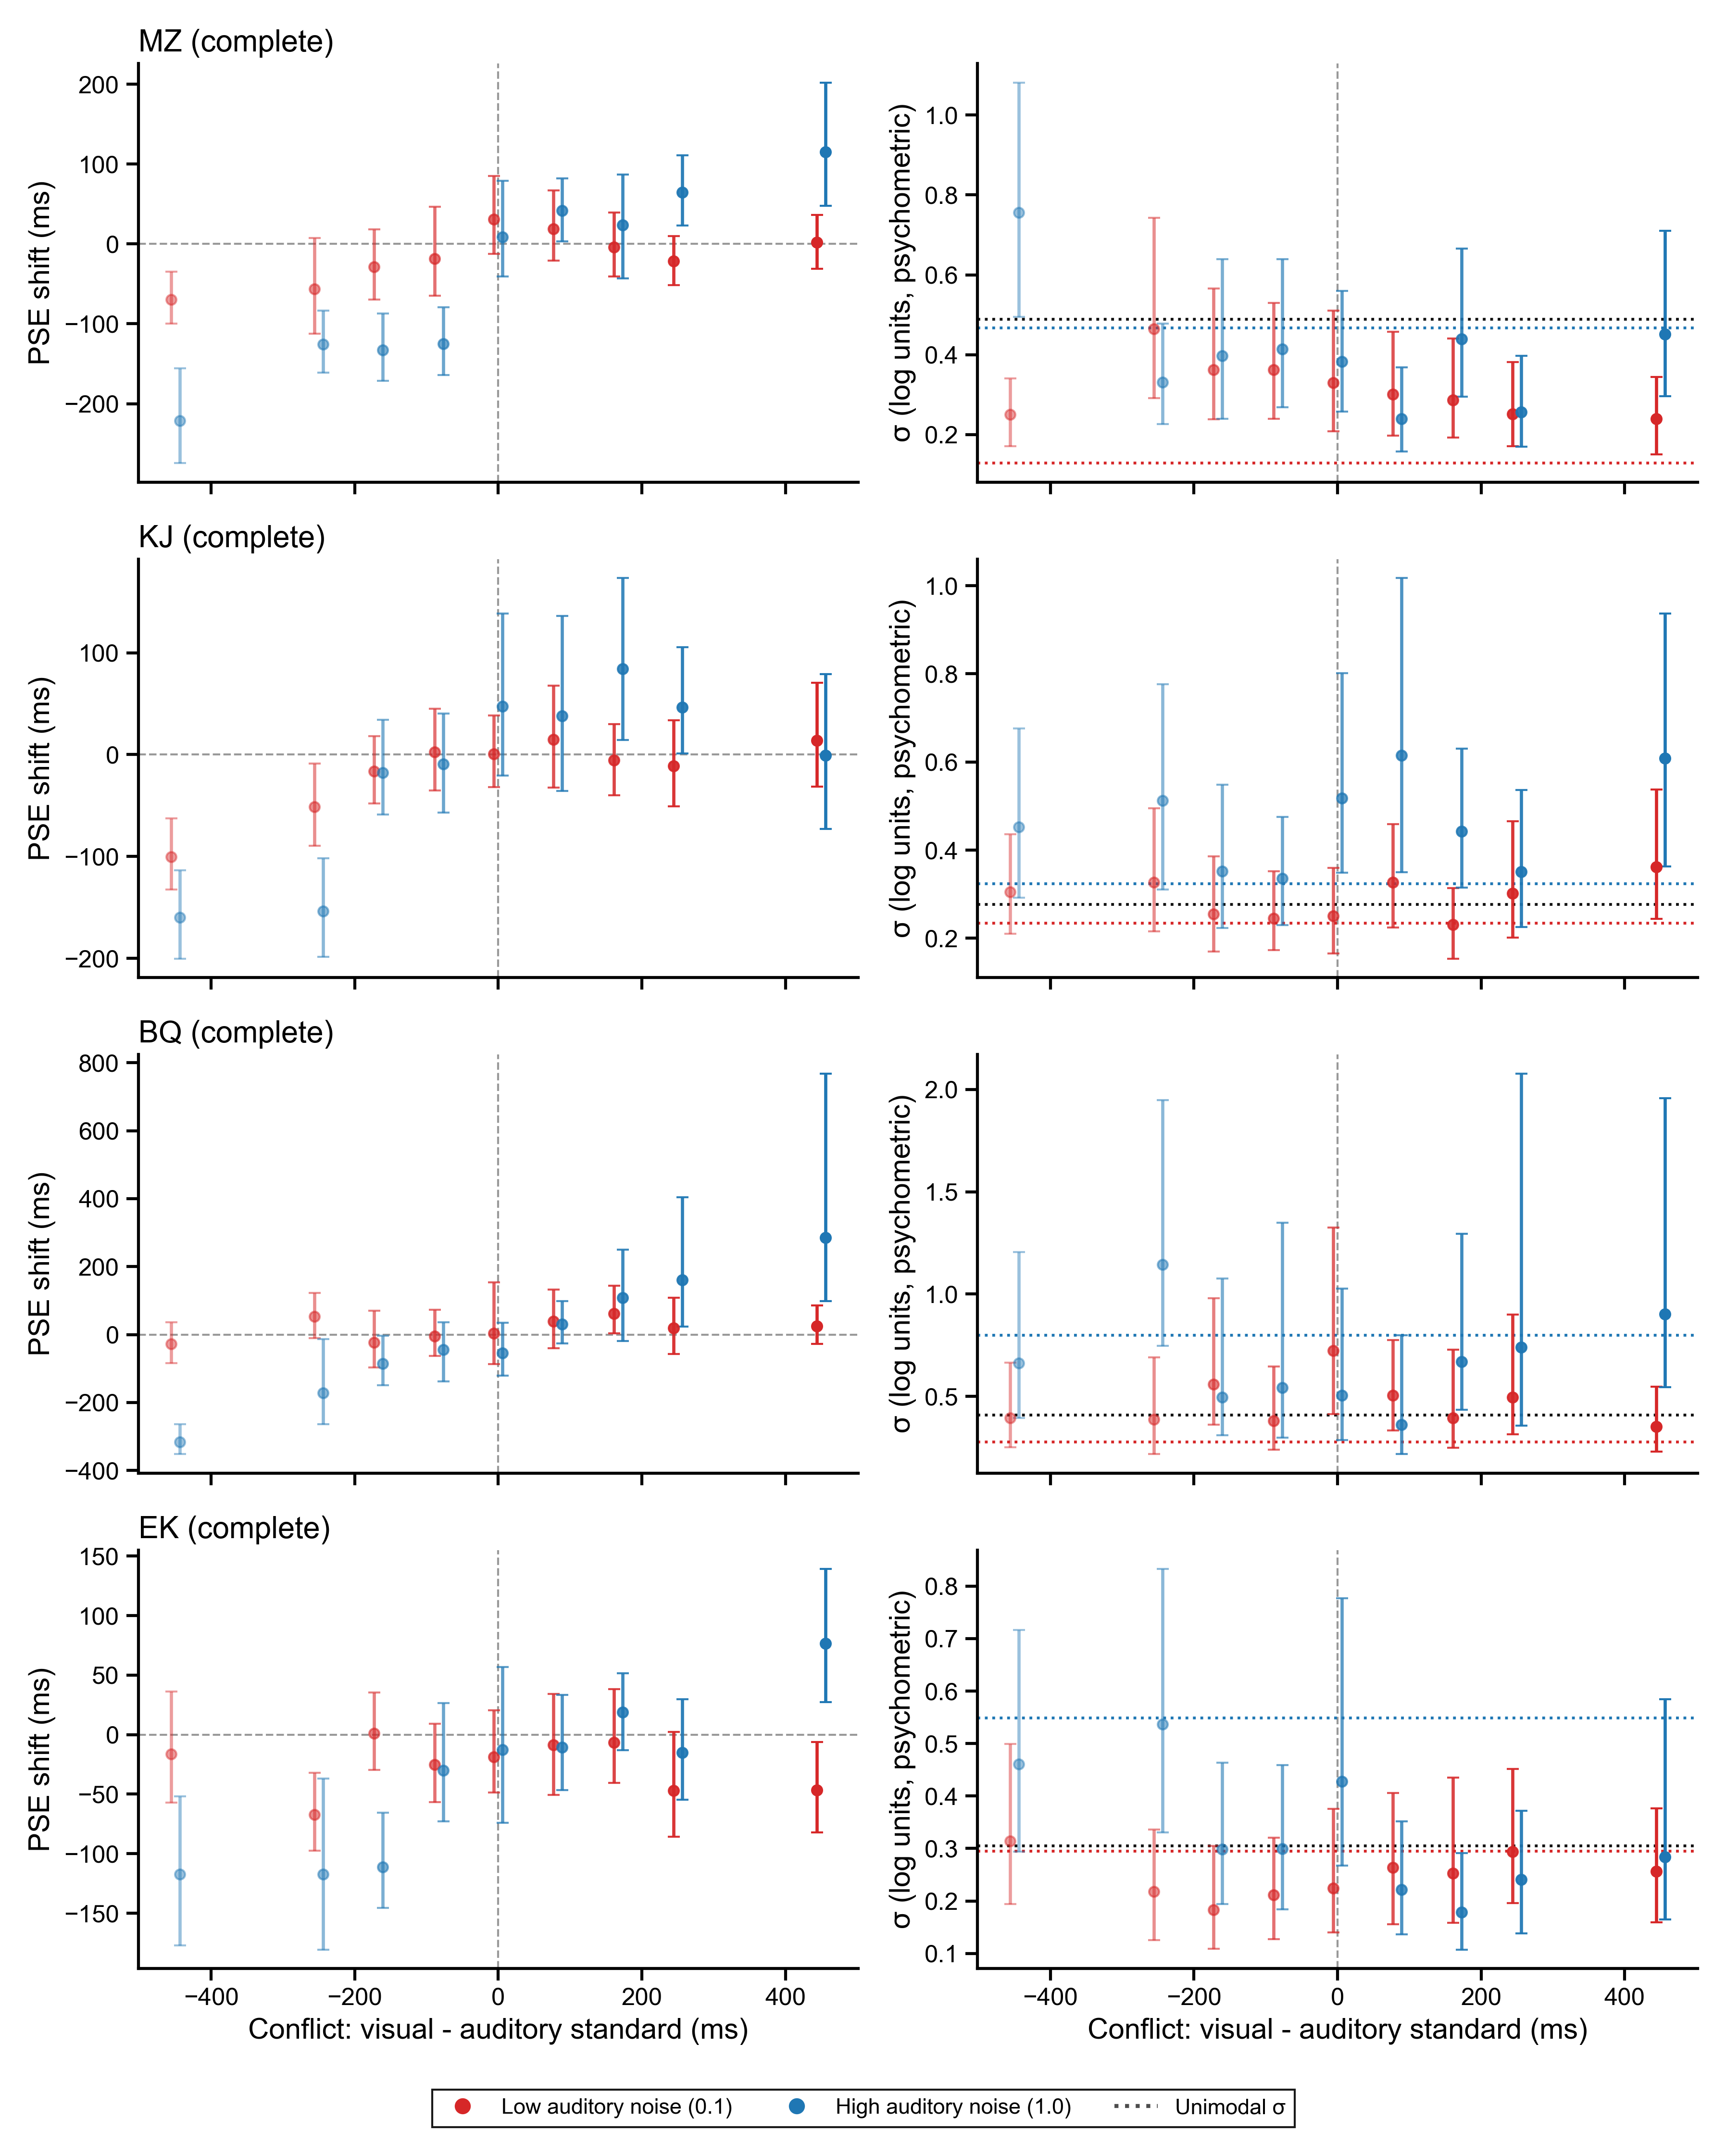 MZ (complete)
PSE shift (ms)
200
100
0
−100
−200
σ (log units, psychometric)
1.0
0.8
0.6
0.4
0.2
KJ (complete)
PSE shift (ms)
100
0
−100
−200
σ (log units, psychometric)
1.0
0.8
0.6
0.4
0.2
BQ (complete)
PSE shift (ms)
800
600
400
200
0
−200
−400
σ (log units, psychometric)
2.0
1.5
1.0
0.5
EK (complete)
PSE shift (ms)
150
100
50
0
−50
−100
−150
−400 −200 0 200 400
Conflict: visual - auditory standard (ms)
σ (log units, psychometric)
0.8
0.7
0.6
0.5
0.4
0.3
0.2
0.1
−400 −200 0 200 400
Conflict: visual - auditory standard (ms)
Low auditory noise (0.1) High auditory noise (1.0) Unimodal σ